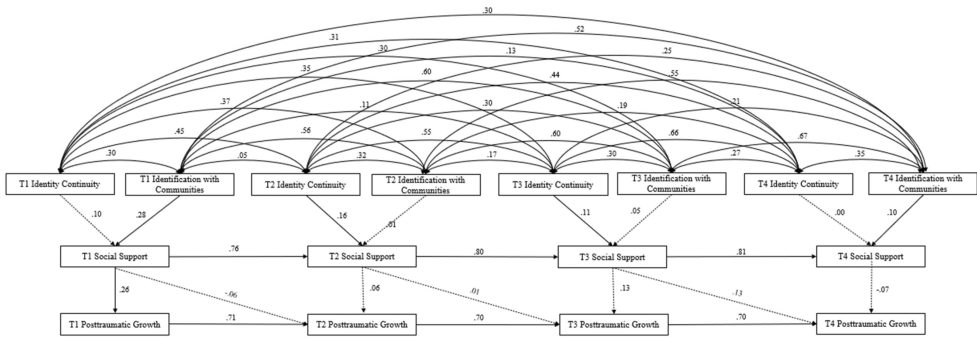 .30
.31
.52
.30
.13
.25
.35
.60
.44
.55
.37
.11
.30
.19
.21
.45
.56
.55
.60
.66
.67
.30
.05
.32
.17
.30
.27
.35
T1 Identity Continuity
T1 Identification with
Communities
T2 Identity Continuity
T2 Identification with
Communities
T3 Identity Continuity
T3 Identification with
Communities
T4 Identity Continuity
T4 Identification with
Communities
.10
.28
.16
.01
.11
.05
.00
.10
T1 Social Support
.76
T2 Social Support
.80
T3 Social Support
.81
T4 Social Support
.26
-.06
.06
.01
.13
-.07
T1 Posttraumatic Growth
.71
T2 Posttraumatic Growth
.70
T3 Posttraumatic Growth
.70
T4 Posttraumatic Growth